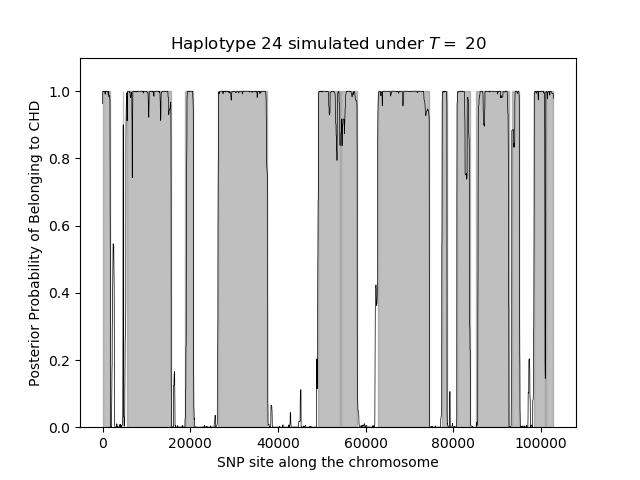 Haplotype 24 simulated under T = 20
Posterior Probability of Belonging to CHD
1.0
0.8
0.6
0.4
0.2
0.0
0 20000 40000 60000 80000 100000
SNP site along the chromosome